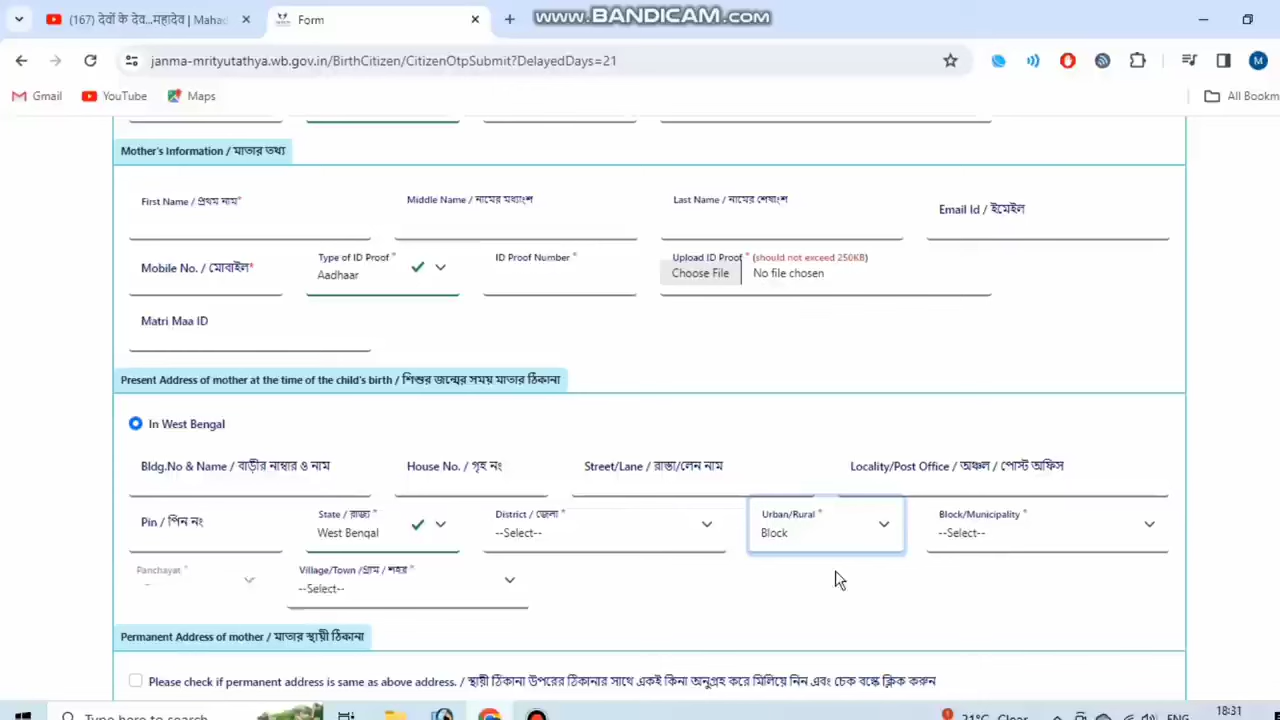 (167) देवों के देव...महादेव | Mahad
Form
www.BANDICAM.com
janma-mrityutathya.wb.gov.in/BirthCitizen/CitizenOtpSubmit?DelayedDays=21
M
Gmail
YouTube
Maps
All Bookm
Mother's Information / মাতার তথ্য
First Name / প্রথম নাম*
Middle Name / নামের মধ্যাংশ
Last Name / নামের শেষাংশ
Email Id / ইমেইল
Mobile No. / মোবাইল*
Type of ID Proof *
Aadhaar
ID Proof Number *
Upload ID Proof * (should not exceed 250KB)
Choose File No file chosen
Matri Maa ID
Present Address of mother at the time of the child's birth / শিশুর জন্মের সময় মাতার ঠিকানা
In West Bengal
Bldg.No & Name / বাড়ীর নাম্বার ও নাম
House No. / গৃহ নং
Street/Lane / রাস্তা/লেন নাম
Locality/Post Office / অঞ্চল / পোস্ট অফিস
Pin / পিন নং
State / রাজ্য *
West Bengal
District / জেলা *
--Select--
Urban/Rural *
Block
Block/Municipality *
--Select--
Panchayat *
Village/Town /গ্রাম / শহর *
--Select--
Permanent Address of mother / মাতার স্থায়ী ঠিকানা
Please check if permanent address is same as above address. / স্থায়ী ঠিকানা উপরের ঠিকানার সাথে একই কিনা অনুগ্রহ করে মিলিয়ে নিন এবং চেক বক্সে ক্লিক করুন
Type here to search
21°C Clear
18:31